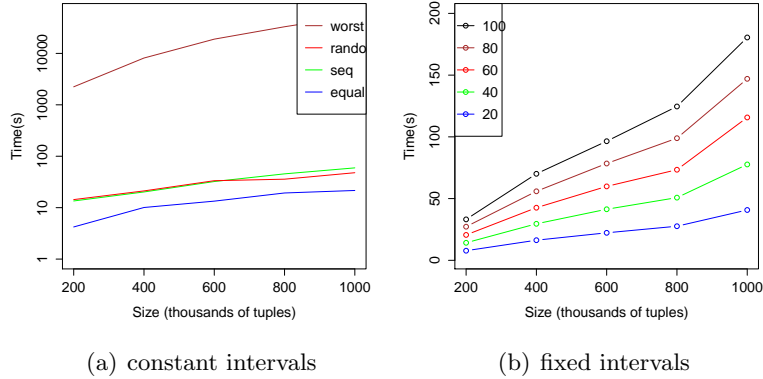 worst
rando
seq
equal
10000
1000
100
10
1
Time(s)
200 400 600 800 1000
Size (thousands of tuples)
(a) constant intervals
100
80
60
40
20
200
150
100
50
0
Time(s)
200 400 600 800 1000
Size (thousands of tuples)
(b) fixed intervals